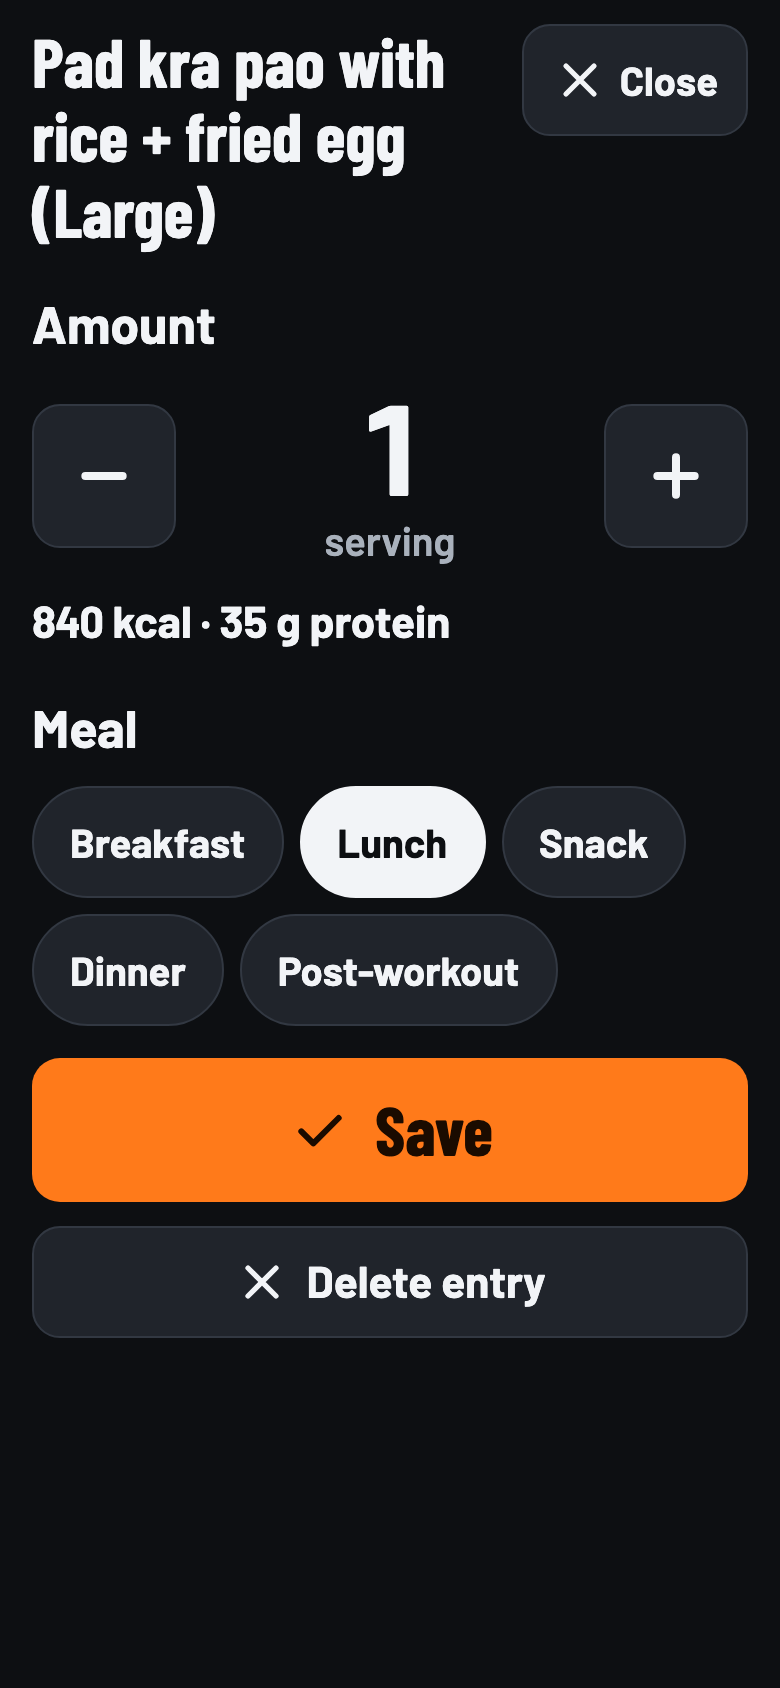 Pad kra pao with
rice + fried egg
(Large)
Close
Amount
1
serving
840 kcal · 35 g protein
Meal
Breakfast
Lunch
Snack
Dinner
Post-workout
Save
Delete entry